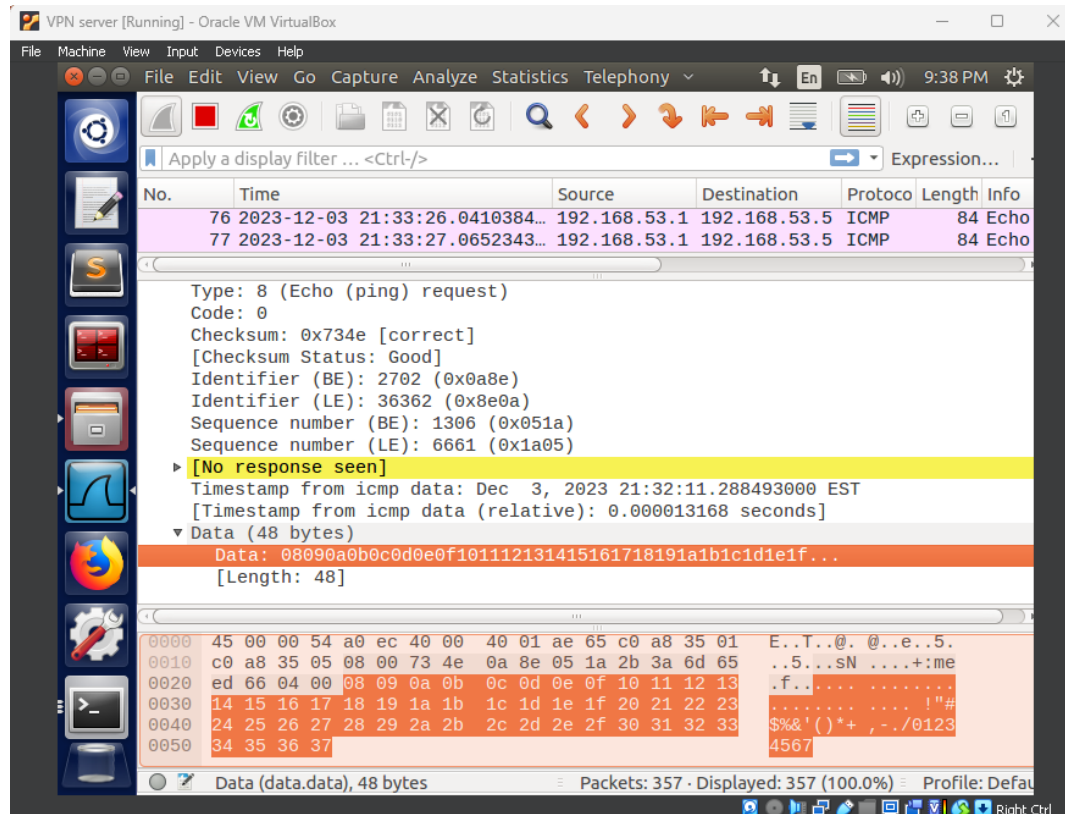 VPN server [Running] - Oracle VM VirtualBox
File Machine View Input Devices Help
File Edit View Go Capture Analyze Statistics Telephony En 9:38 PM
Apply a display filter ... <Ctrl-/> Expression...
No. Time Source Destination Protoco Length Info
76 2023-12-03 21:33:26.0410384… 192.168.53.1 192.168.53.5 ICMP 84 Echo
77 2023-12-03 21:33:27.0652343… 192.168.53.1 192.168.53.5 ICMP 84 Echo
Type: 8 (Echo (ping) request)
Code: 0
Checksum: 0x734e [correct]
[Checksum Status: Good]
Identifier (BE): 2702 (0x0a8e)
Identifier (LE): 36362 (0x8e0a)
Sequence number (BE): 1306 (0x051a)
Sequence number (LE): 6661 (0x1a05)
[No response seen]
Timestamp from icmp data: Dec 3, 2023 21:32:11.288493000 EST
[Timestamp from icmp data (relative): 0.000013168 seconds]
Data (48 bytes)
Data: 08090a0b0c0d0e0f101112131415161718191a1b1c1d1e1f...
[Length: 48]
0000 45 00 00 54 a0 ec 40 00 40 01 ae 65 c0 a8 35 01 E..T..@. @..e..5.
0010 c0 a8 35 05 08 00 73 4e 0a 8e 05 1a 2b 3a 6d 65 ..5...sN ....+:me
0020 ed 66 04 00 08 09 0a 0b 0c 0d 0e 0f 10 11 12 13 .f...... ........
0030 14 15 16 17 18 19 1a 1b 1c 1d 1e 1f 20 21 22 23 ........ .... !"#
0040 24 25 26 27 28 29 2a 2b 2c 2d 2e 2f 30 31 32 33 $%&'()*+ ,-./0123
0050 34 35 36 37 4567
Data (data.data), 48 bytes Packets: 357 · Displayed: 357 (100.0%) Profile: Defau
Right Ctrl